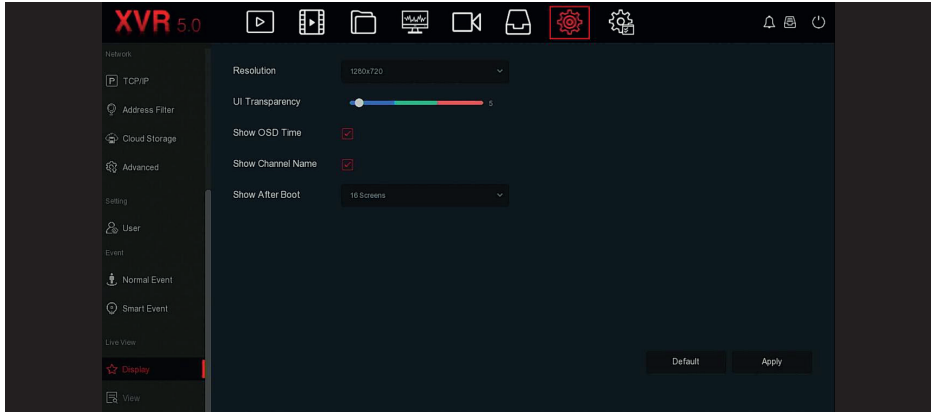 XVR 5.0
Network
TCP/IP
Address Filter
Cloud Storage
Advanced
Setting
User
Event
Normal Event
Smart Event
Live View
Display
View
Resolution
1280x720
UI Transparency
5
Show OSD Time
Show Channel Name
Show After Boot
16 Screens
Default
Apply